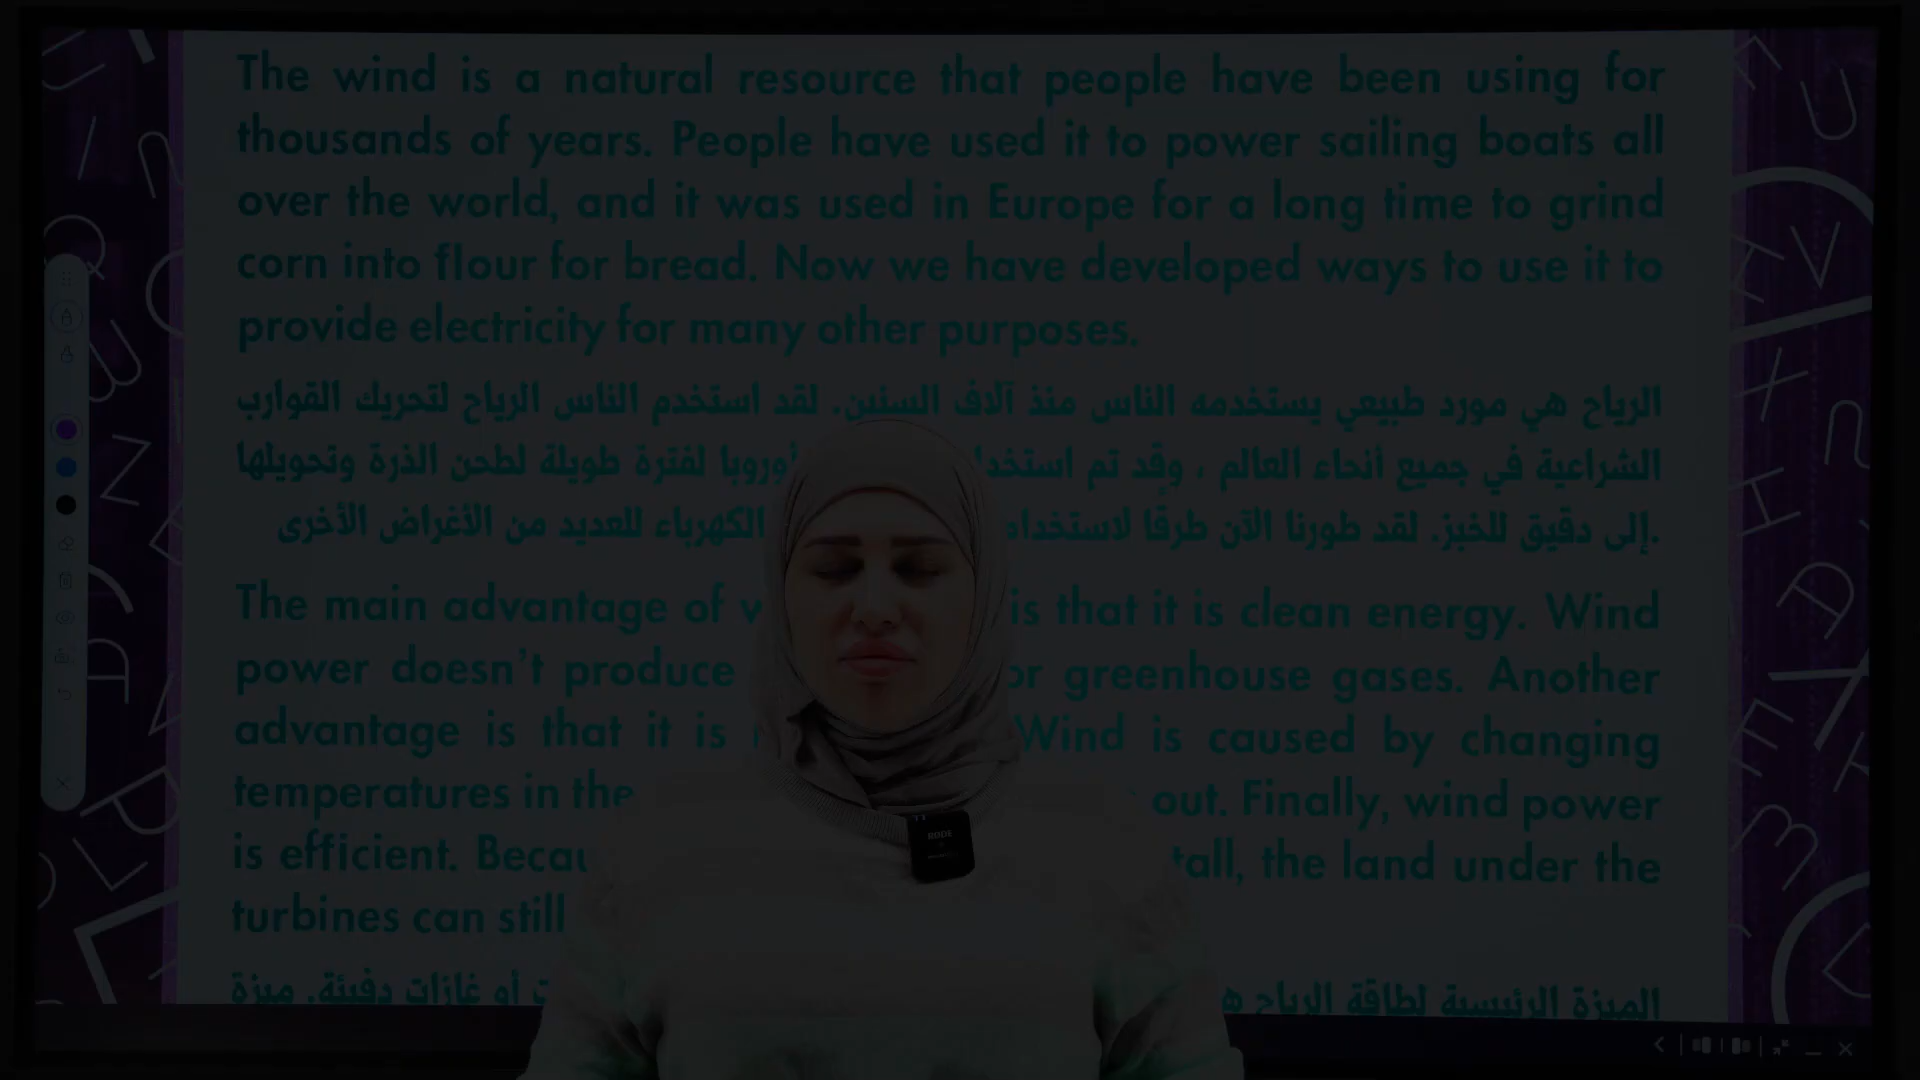 The wind is a natural resource that people have been using for
thousands of years. People have used it to power sailing boats all
over the world, and it was used in Europe for a long time to grind
corn into flour for bread. Now we have developed ways to use it to
provide electricity for many other purposes.
الرياح هي مورد طبيعي يستخدمه الناس منذ آلاف السنين. لقد استخدم الناس الرياح لتحريك القوارب
الشراعية في جميع أنحاء العالم ، وقد تم أوروبا لفترة طويلة لطحن الذرة وتحويلها
إلى دقيق للخبز. لقد طورنا الآن طرقًا الكهرباء للعديد من الأغراض الأخرى.
The main advantage of is that it is clean energy. Wind
power doesn't produce or greenhouse gases. Another
advantage is that it is Wind is caused by changing
temperatures in the out. Finally, wind power
is efficient. tall, the land under the
turbines can still
الميزة الرئيسية لطاقة الرياح أو غازات دفيئة. ميزة
RODE